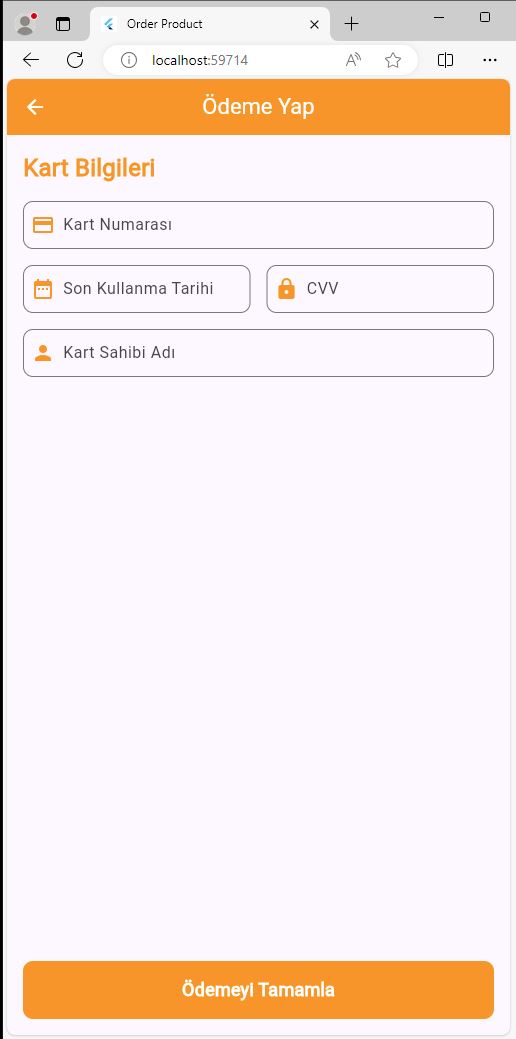 Order Product
localhost:59714
Ödeme Yap
Kart Bilgileri
Kart Numarası
Son Kullanma Tarihi
CVV
Kart Sahibi Adı
Ödemeyi Tamamla